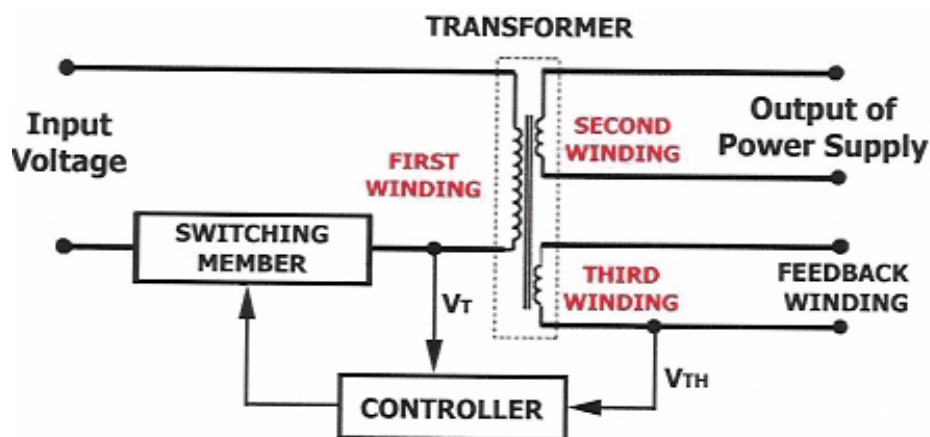 TRANSFORMER
Input
Voltage
FIRST
WINDING
SECOND
WINDING
Output of
Power Supply
SWITCHING
MEMBER
THIRD
WINDING
FEEDBACK
WINDING
VT
VTH
CONTROLLER